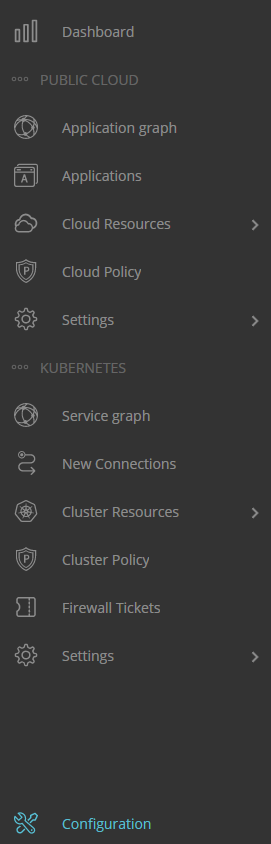 Dashboard
PUBLIC CLOUD
Application graph
A
Applications
Cloud Resources
P
Cloud Policy
Settings
KUBERNETES
Service graph
New Connections
Cluster Resources
P
Cluster Policy
Firewall Tickets
Settings
Configuration